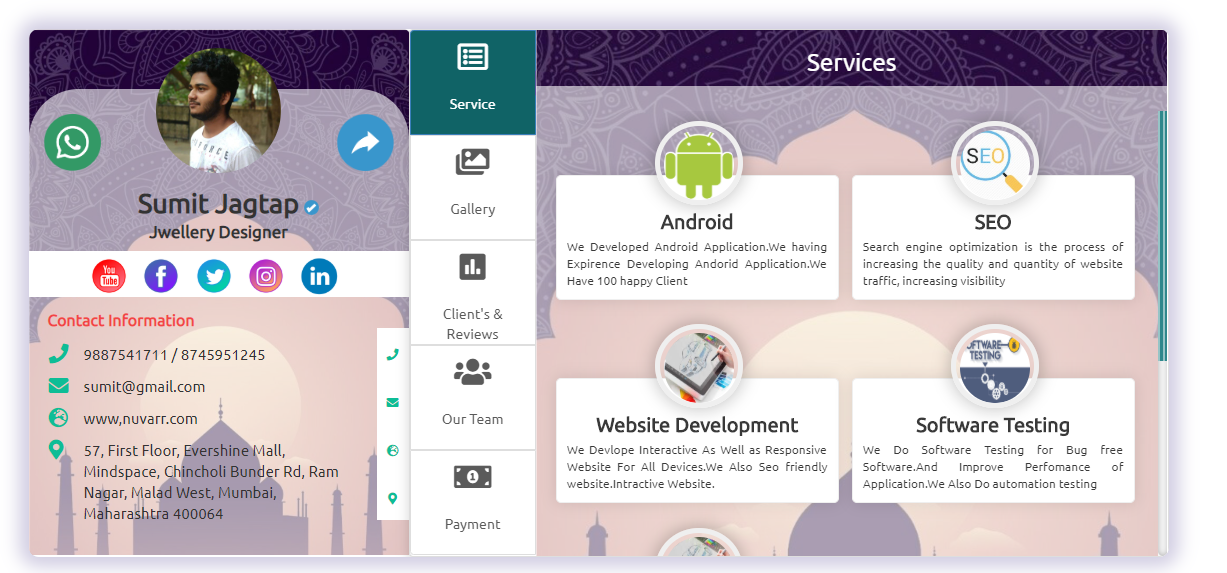 Sumit Jagtap
Jwellery Designer
You
Tube
Contact Information
9887541711 / 8745951245
sumit@gmail.com
www,nuvarr.com
57, First Floor, Evershine Mall,
Mindspace, Chincholi Bunder Rd, Ram
Nagar, Malad West, Mumbai,
Maharashtra 400064
Service
Gallery
Client's &
Reviews
Our Team
Payment
Services
Android
We Developed Android Application.We having
Expirence Developing Andorid Application.We
Have 100 happy Client
SEO
SEO
Search engine optimization is the process of
increasing the quality and quantity of website
traffic, increasing visibility
Website Development
We Devlope Interactive As Well as Responsive
Website For All Devices.We Also Seo friendly
website.Intractive Website.
TESTING
Software Testing
We Do Software Testing for Bug free
Software.And Improve Perfomance of
Application.We Also Do automation testing